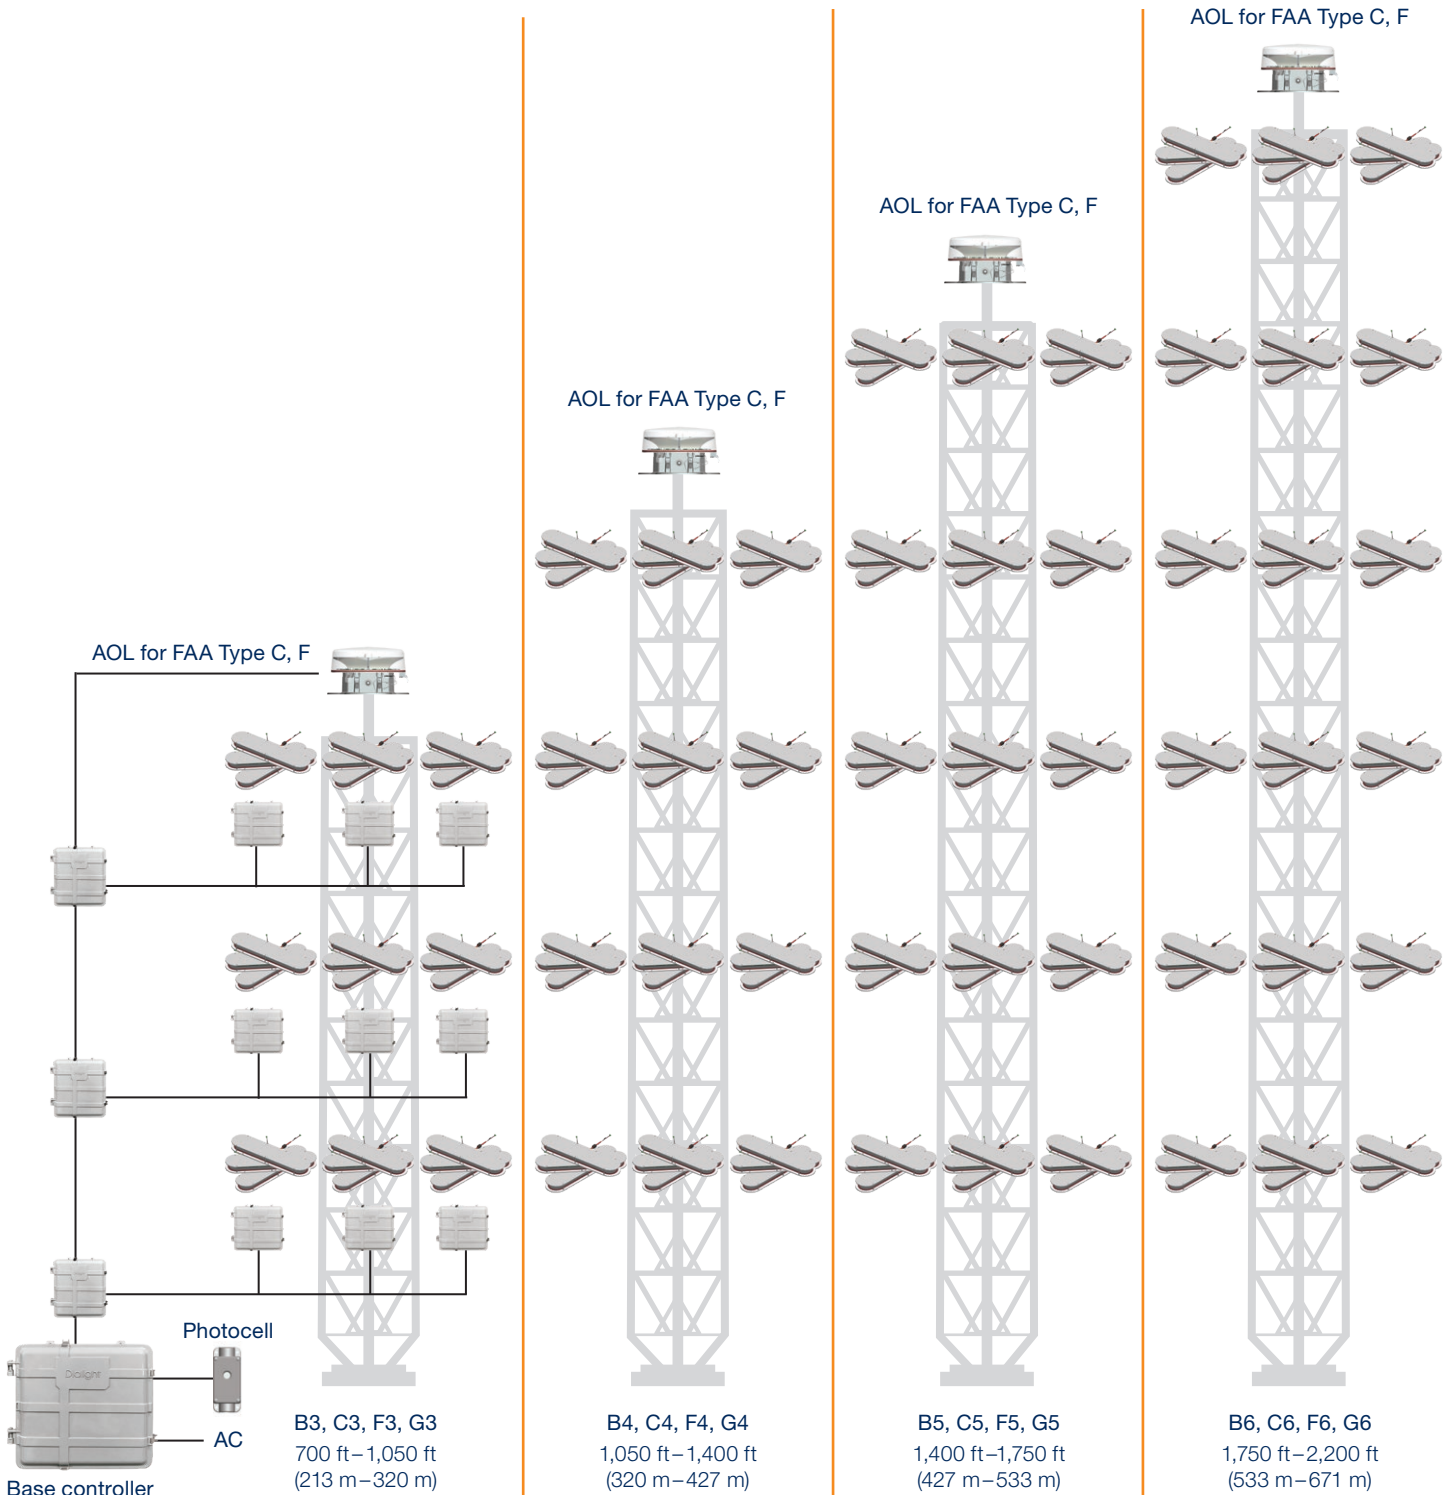 AOL for FAA Type C, F
AOL for FAA Type C, F
AOL for FAA Type C, F
AOL for FAA Type C, F
Photocell
Dialight
AC
Base controller
B3, C3, F3, G3
700 ft–1,050 ft
(213 m–320 m)
B4, C4, F4, G4
1,050 ft–1,400 ft
(320 m–427 m)
B5, C5, F5, G5
1,400 ft–1,750 ft
(427 m–533 m)
B6, C6, F6, G6
1,750 ft–2,200 ft
(533 m–671 m)